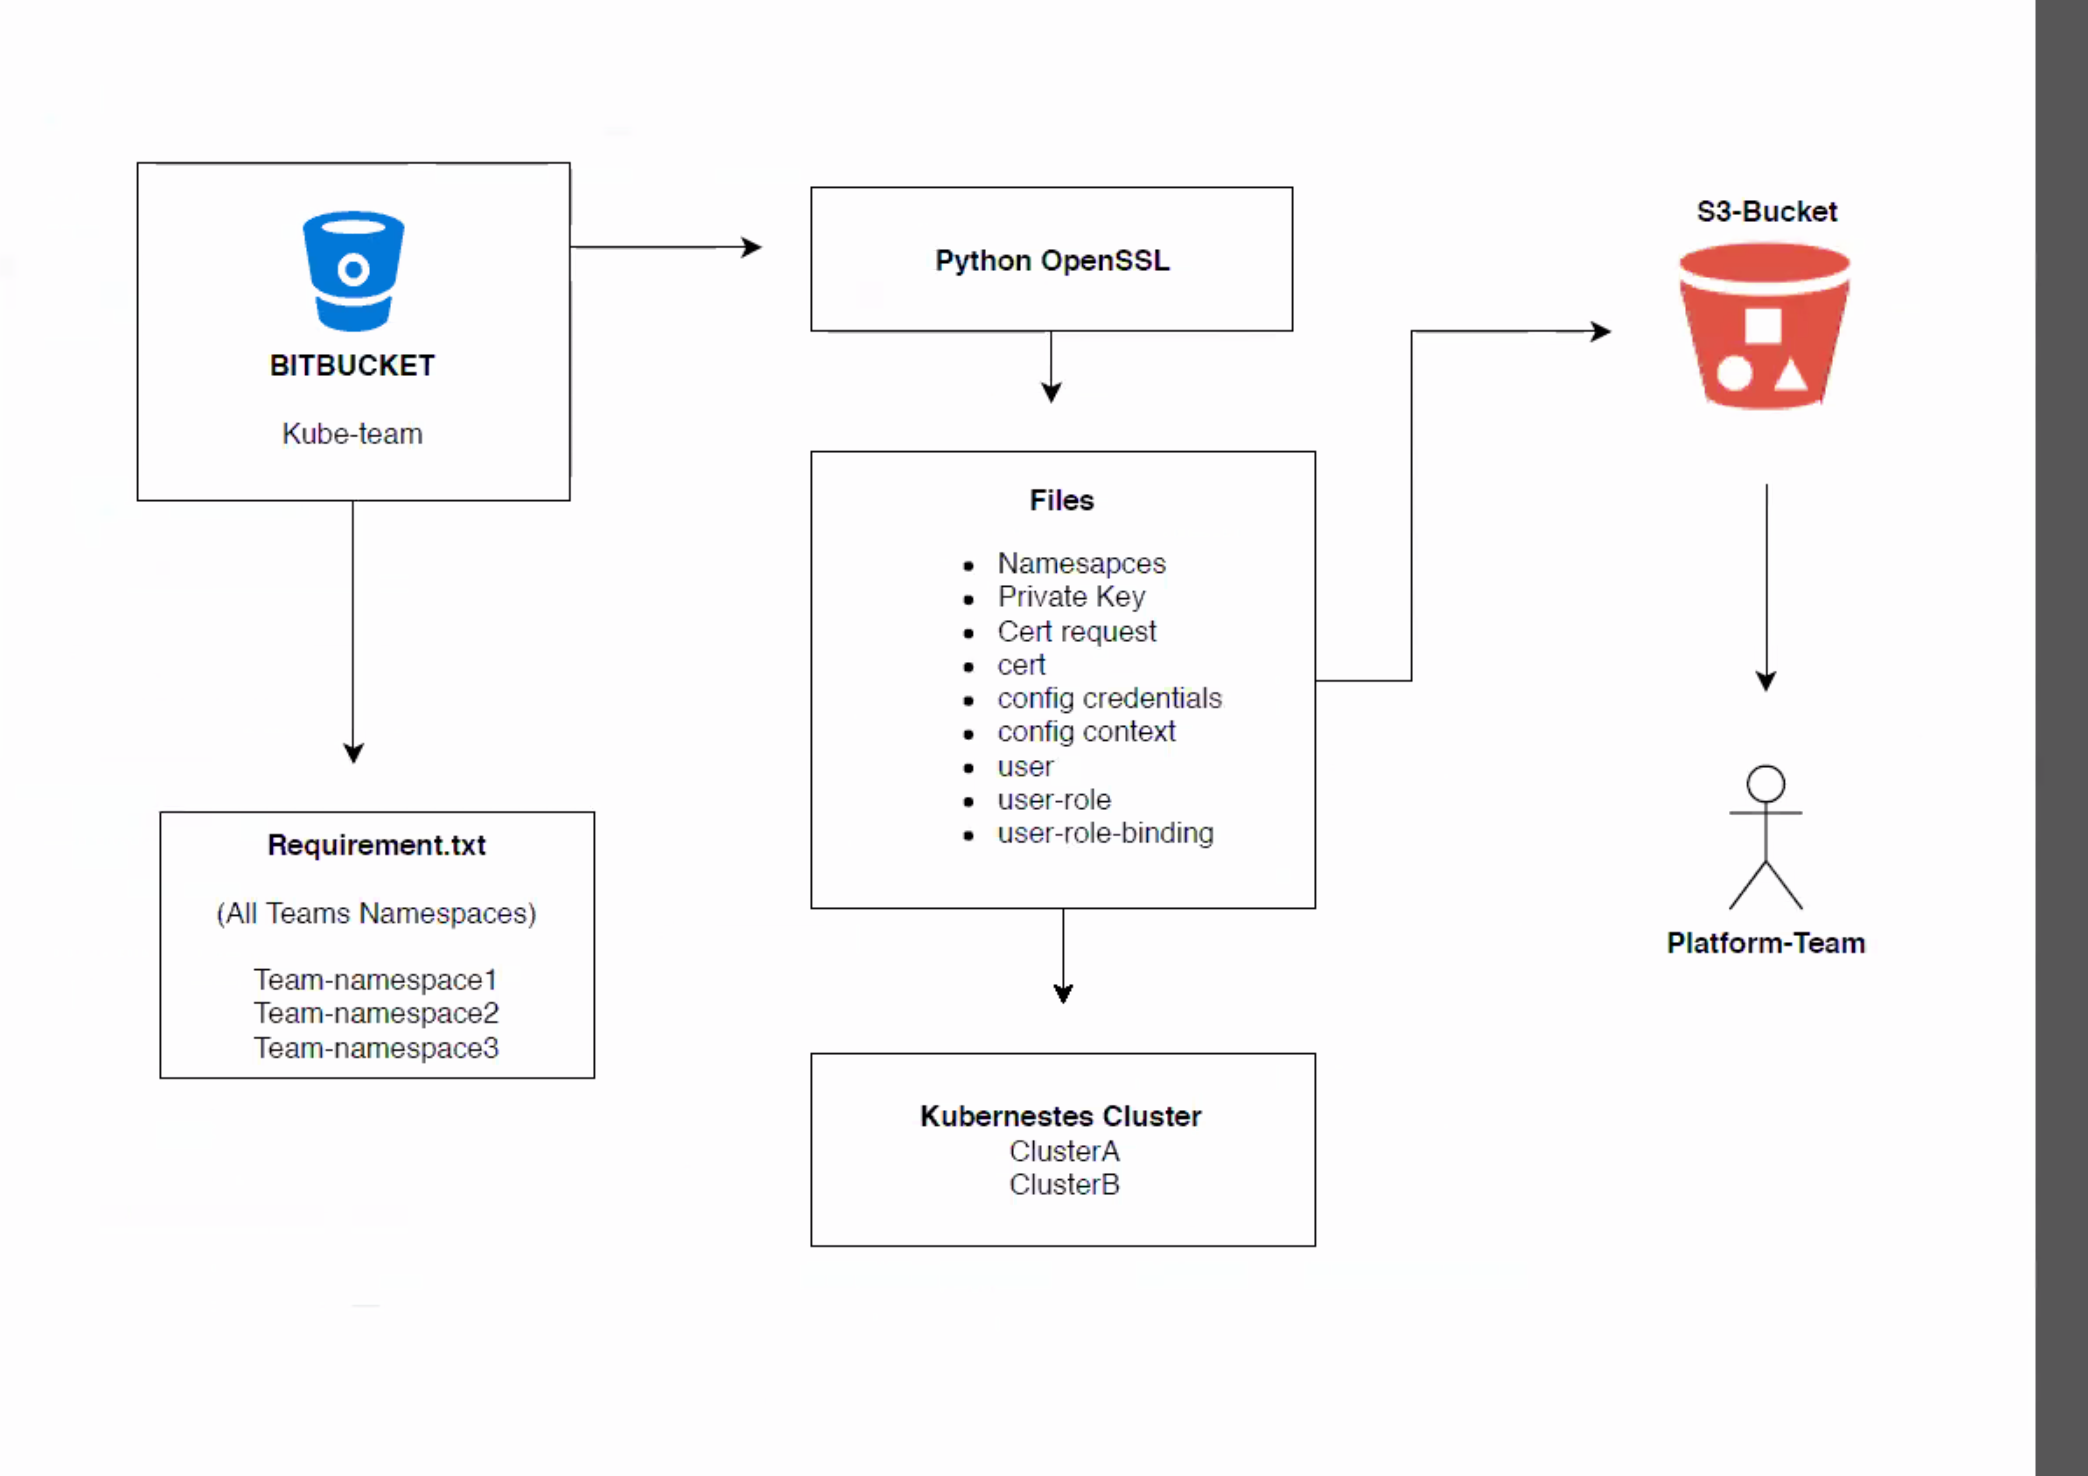 BITBUCKET
Kube-team
Requirement.txt
(All Teams Namespaces)
Team-namespace1
Team-namespace2
Team-namespace3
Python OpenSSL
Files
Namesapces
Private Key
Cert request
cert
config credentials
config context
user
user-role
user-role-binding
Kubernestes Cluster
ClusterA
ClusterB
S3-Bucket
Platform-Team